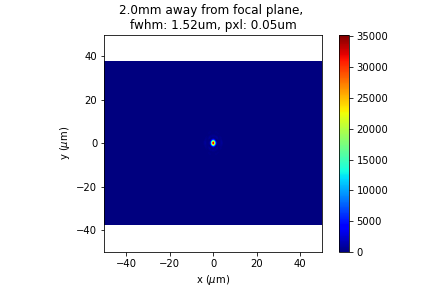 2.0mm away from focal plane,
fwhm: 1.52um, pxl: 0.05um
40
20
0
−20
−40
y (μm)
−40 −20 0 20 40
x (μm)
35000
30000
25000
20000
15000
10000
5000
0